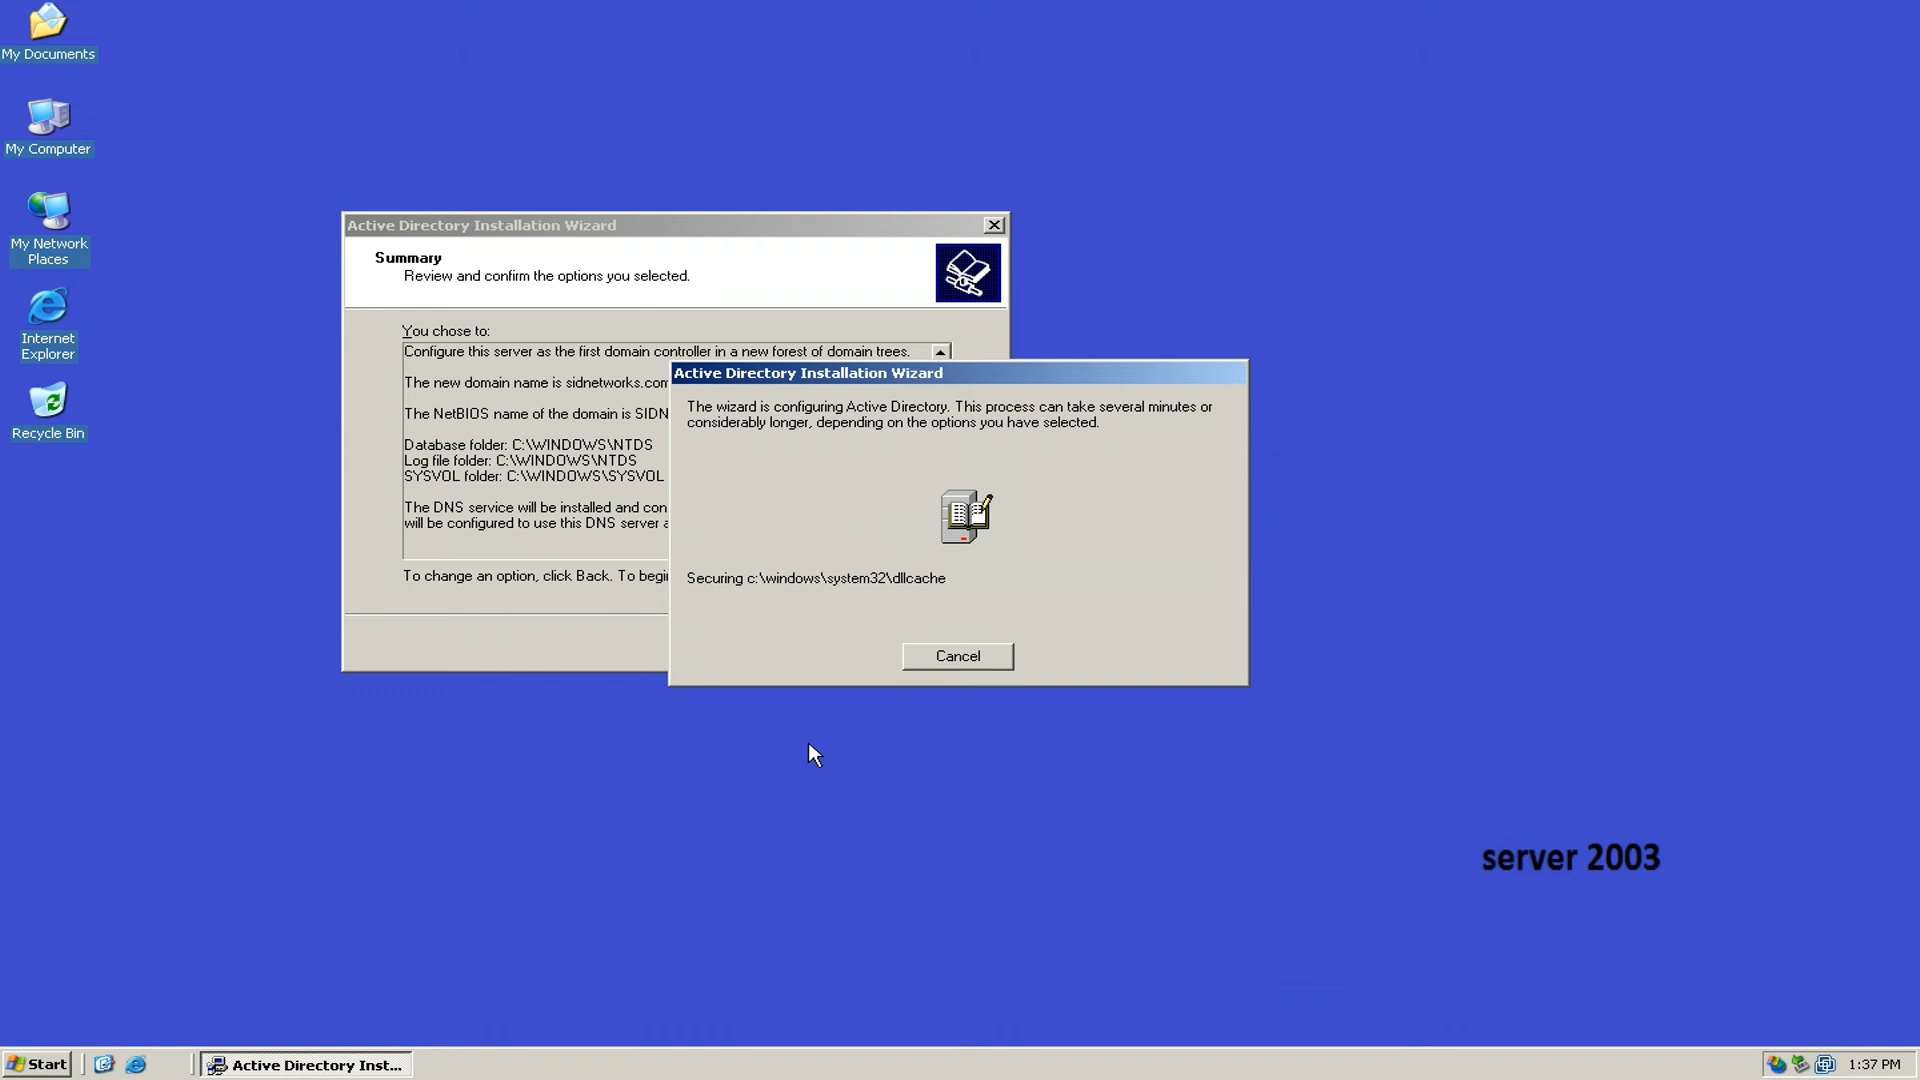 My Documents
My Computer
My Network
Places
Internet
Explorer
Recycle Bin
Active Directory Installation Wizard
Summary
Review and confirm the options you selected.
You chose to:
Configure this server as the first domain controller in a new forest of domain trees.
The new domain name is sidnetworks.com
The NetBIOS name of the domain is SIDN
Database folder: C:\WINDOWS\NTDS
Log file folder: C:\WINDOWS\NTDS
SYSVOL folder: C:\WINDOWS\SYSVOL
The DNS service will be installed and con
will be configured to use this DNS server a
To change an option, click Back. To begi
Active Directory Installation Wizard
The wizard is configuring Active Directory. This process can take several minutes or
considerably longer, depending on the options you have selected.
Securing c:\windows\system32\dllcache
Cancel
server 2003
Start
Active Directory Inst...
1:37 PM